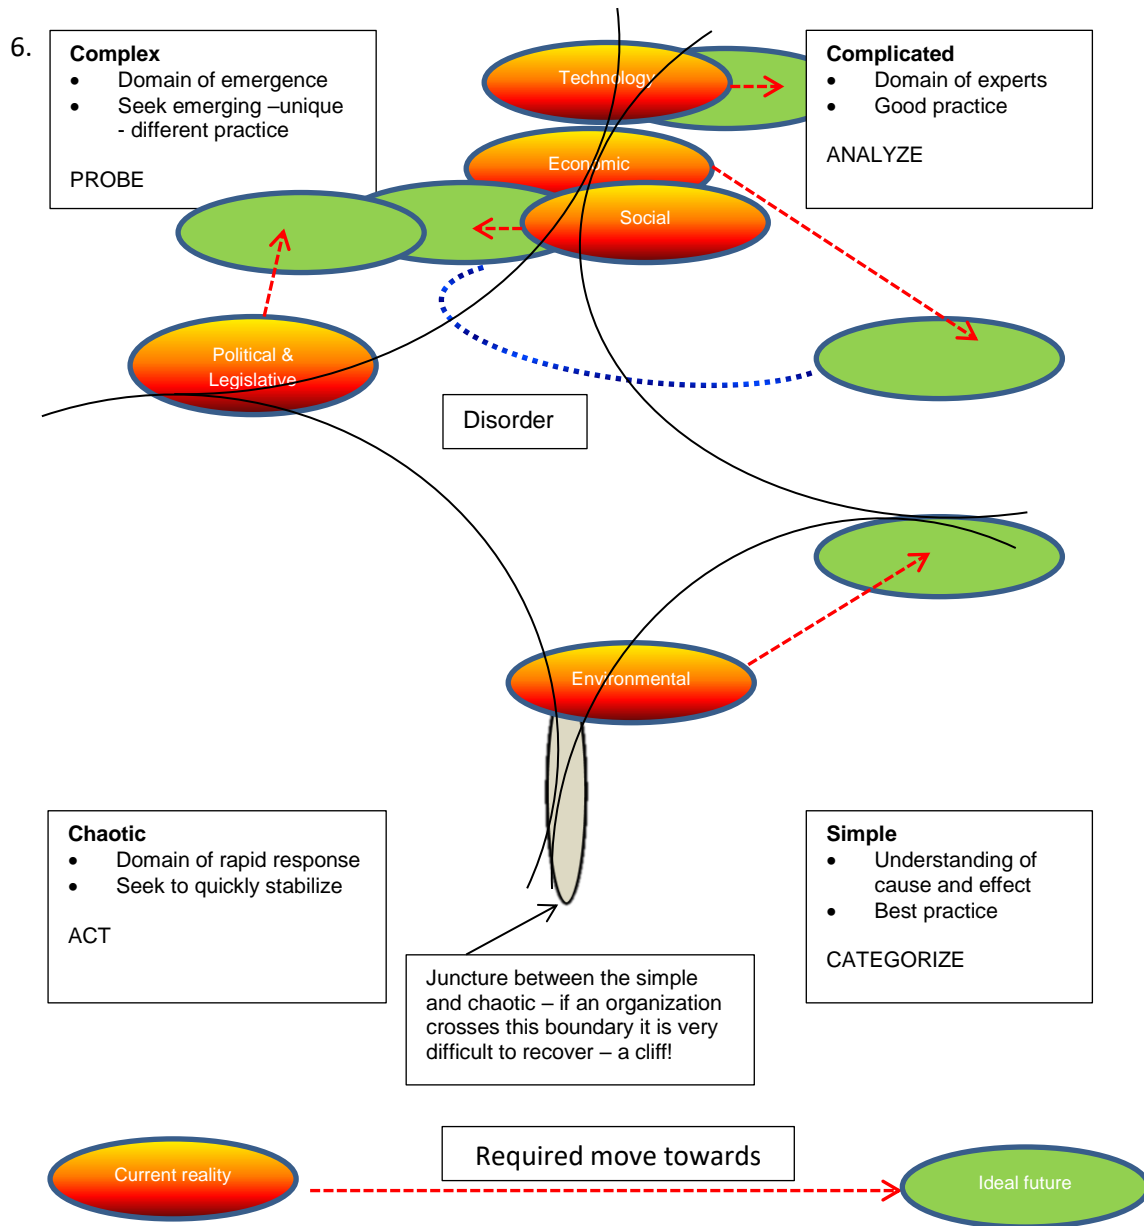 6.
Complex
• Domain of emergence
• Seek emerging –unique
- different practice
PROBE
Technology
Complicated
• Domain of experts
• Good practice
ANALYZE
Economic
Social
Political &
Legislative
Disorder
Environmental
Chaotic
• Domain of rapid response
• Seek to quickly stabilize
ACT
Simple
• Understanding of
cause and effect
• Best practice
CATEGORIZE
Juncture between the simple
and chaotic – if an organization
crosses this boundary it is very
difficult to recover – a cliff!
Current reality
Required move towards
Ideal future